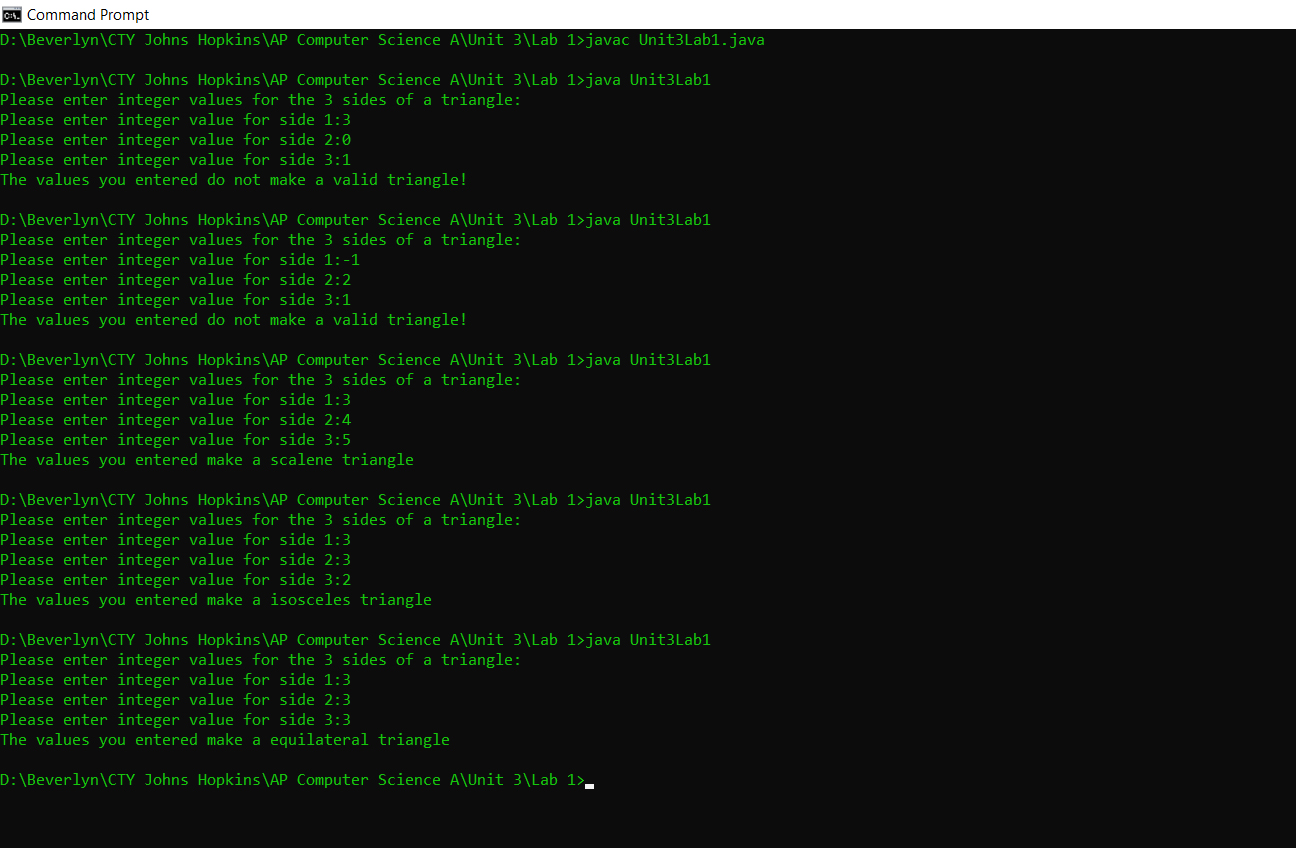 Command Prompt
D:\Beverlyn\CTY Johns Hopkins\AP Computer Science A\Unit 3\Lab 1>javac Unit3Lab1.java
D:\Beverlyn\CTY Johns Hopkins\AP Computer Science A\Unit 3\Lab 1>java Unit3Lab1
Please enter integer values for the 3 sides of a triangle:
Please enter integer value for side 1:3
Please enter integer value for side 2:0
Please enter integer value for side 3:1
The values you entered do not make a valid triangle!
D:\Beverlyn\CTY Johns Hopkins\AP Computer Science A\Unit 3\Lab 1>java Unit3Lab1
Please enter integer values for the 3 sides of a triangle:
Please enter integer value for side 1:-1
Please enter integer value for side 2:2
Please enter integer value for side 3:1
The values you entered do not make a valid triangle!
D:\Beverlyn\CTY Johns Hopkins\AP Computer Science A\Unit 3\Lab 1>java Unit3Lab1
Please enter integer values for the 3 sides of a triangle:
Please enter integer value for side 1:3
Please enter integer value for side 2:4
Please enter integer value for side 3:5
The values you entered make a scalene triangle
D:\Beverlyn\CTY Johns Hopkins\AP Computer Science A\Unit 3\Lab 1>java Unit3Lab1
Please enter integer values for the 3 sides of a triangle:
Please enter integer value for side 1:3
Please enter integer value for side 2:3
Please enter integer value for side 3:2
The values you entered make a isosceles triangle
D:\Beverlyn\CTY Johns Hopkins\AP Computer Science A\Unit 3\Lab 1>java Unit3Lab1
Please enter integer values for the 3 sides of a triangle:
Please enter integer value for side 1:3
Please enter integer value for side 2:3
Please enter integer value for side 3:3
The values you entered make a equilateral triangle
D:\Beverlyn\CTY Johns Hopkins\AP Computer Science A\Unit 3\Lab 1>